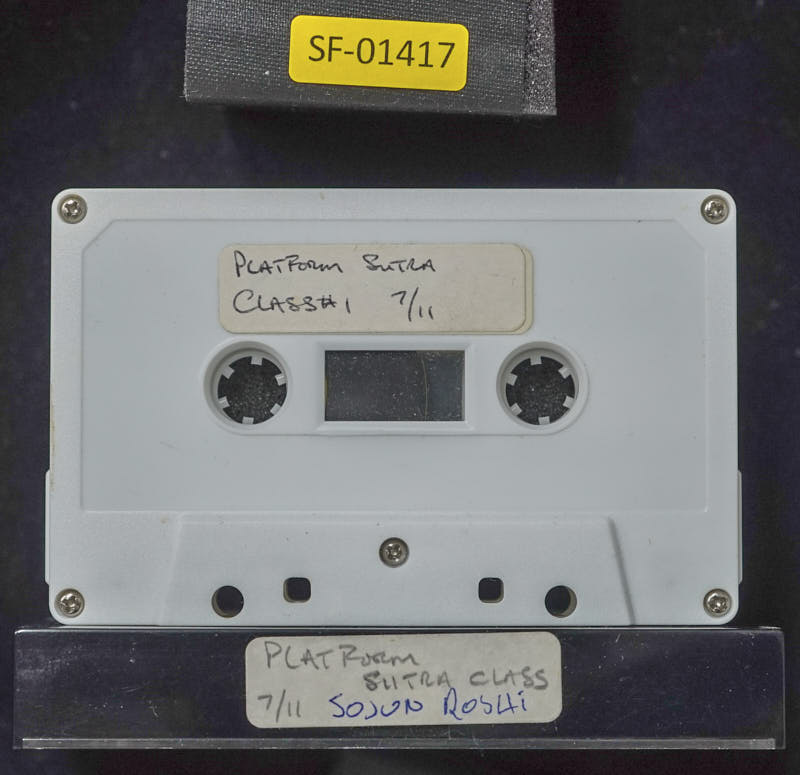 SF-01417
PLATFORM SUTRA
CLASS#1 7/11
PLATFORM
SUTRA CLASS
7/11 SOJUN ROSHi